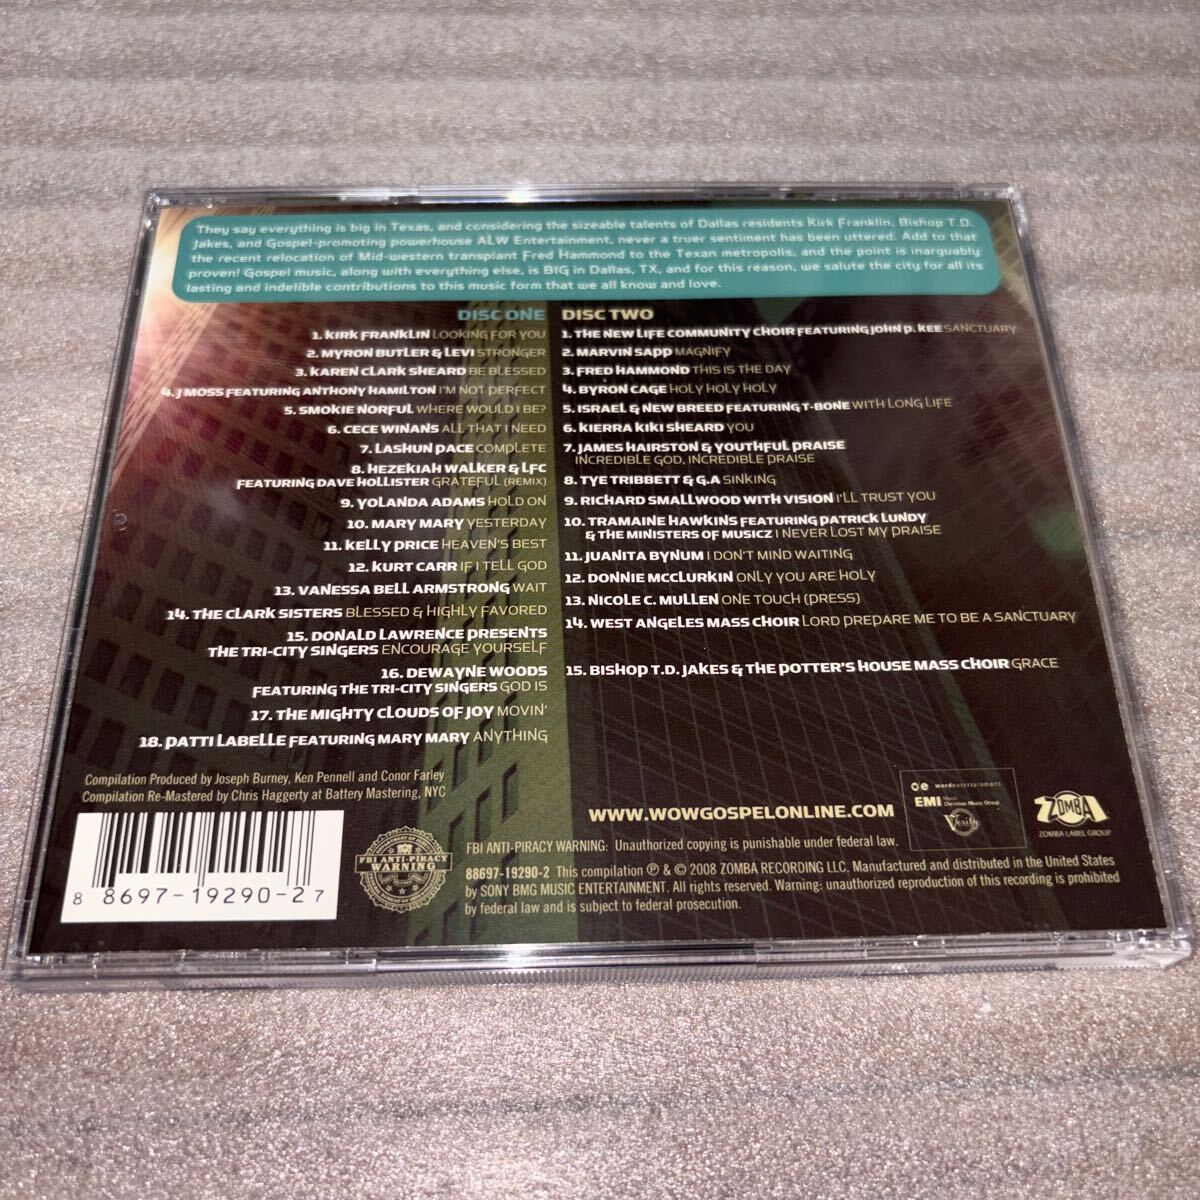 They say everything is big in Texas, and considering the sizeable talents of Dallas residents Kirk Franklin, Bishop T.D.
Jakes, and Gospel-promoting powerhouse ALW Entertainment, never a truer sentiment has been uttered. Add to that
the recent relocation of Mid-western transplant Fred Hammond to the Texan metropolis, and the point is inarguably
proven! Gospel music, along with everything else, is BIG in Dallas, TX, and for this reason, we salute the city for all its
lasting and indelible contributions to this music form that we all know and love.
DISC ONE
1. KIRK FRANKLIN LOOKING FOR YOU
2. MYRON BUTLER & LEVI STRONGER
3. KAREN CLARK SHEARD BE BLESSED
4. J MOSS FEATURING ANTHONY HAMILTON I'M NOT PERFECT
5. SMOKIE NORFUL WHERE WOULD I BE?
6. CECE WINANS ALL THAT I NEED
7. LASHUN PACE COMPLETE
8. HEZEKIAH WALKER & LFC
FEATURING DAVE HOLLISTER GRATEFUL (REMIX)
9. YOLANDA ADAMS HOLD ON
10. MARY MARY YESTERDAY
11. KELLY PRICE HEAVEN'S BEST
12. KURT CARR IF I TELL GOD
13. VANESSA BELL ARMSTRONG WAIT
14. THE CLARK SISTERS BLESSED & HIGHLY FAVORED
15. DONALD LAWRENCE PRESENTS
THE TRI-CITY SINGERS ENCOURAGE YOURSELF
16. DEWAYNE WOODS
FEATURING THE TRI-CITY SINGERS GOD IS
17. THE MIGHTY CLOUDS OF JOY MOVIN'
18. PATTI LABELLE FEATURING MARY MARY ANYTHING
DISC TWO
1. THE NEW LIFE COMMUNITY CHOIR FEATURING JOHN P. KEE SANCTUARY
2. MARVIN SAPP MAGNIFY
3. FRED HAMMOND THIS IS THE DAY
4. BYRON CAGE HOLY HOLY HOLY
5. ISRAEL & NEW BREED FEATURING T-BONE WITH LONG LIFE
6. KIERRA KIKI SHEARD YOU
7. JAMES HAIRSTON & YOUTHFUL PRAISE
INCREDIBLE GOD, INCREDIBLE PRAISE
8. TYE TRIBBETT & G.A SINKING
9. RICHARD SMALLWOOD WITH VISION I'LL TRUST YOU
10. TRAMAINE HAWKINS FEATURING PATRICK LUNDY
& THE MINISTERS OF MUSICZ I NEVER LOST MY PRAISE
11. JUANITA BYNUM I DON'T MIND WAITING
12. DONNIE MCCLURKIN ONLY YOU ARE HOLY
13. NICOLE C. MULLEN ONE TOUCH (PRESS)
14. WEST ANGELES MASS CHOIR LORD PREPARE ME TO BE A SANCTUARY
15. BISHOP T.D. JAKES & THE POTTER'S HOUSE MASS CHOIR GRACE
Compilation Produced by Joseph Burney, Ken Pennell and Conor Farley
Compilation Re-Mastered by Chris Haggerty at Battery Mastering, NYC
8 8697-19290-2 7
FBI ANTI-PIRACY
WARNING
WWW.WOWGOSPELONLINE.COM
wordentertainment
EMI
Christian Music Group
Verity
ZOMBA
ZOMBA LABEL GROUP
FBI ANTI-PIRACY WARNING: Unauthorized copying is punishable under federal law.
88697-19290-2 This compilation ℗ & © 2008 ZOMBA RECORDING LLC. Manufactured and distributed in the United States
by SONY BMG MUSIC ENTERTAINMENT. All rights reserved. Warning: unauthorized reproduction of this recording is prohibited
by federal law and is subject to federal prosecution.